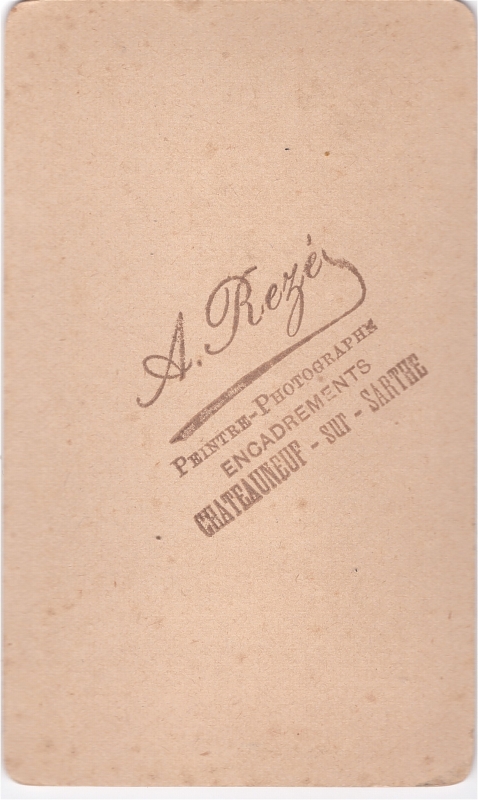 A. Rezé
PEINTRE-PHOTOGRAPHE
ENCADREMENTS
CHATEAUNEUF - SUR - SARTHE